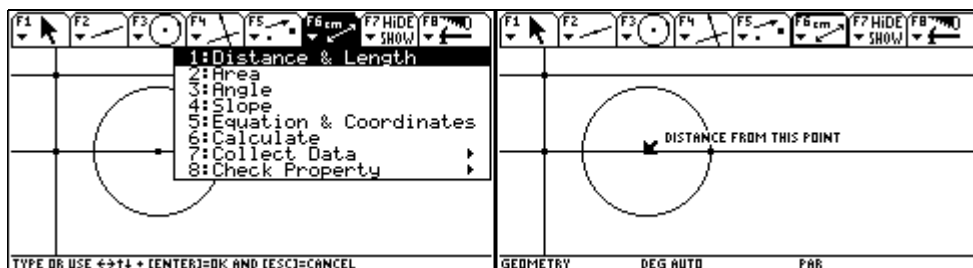 F1 F2 F3 F4 F5 F6 cm F7 HIDE SHOW F8
1:Distance & Length
2:Area
3:Angle
4:Slope
5:Equation & Coordinates
6:Calculate
7:Collect Data
8:Check Property
TYPE OR USE ←→↑↓ + [ENTER]=OK AND [ESC]=CANCEL
F1 F2 F3 F4 F5 F6 cm F7 HIDE SHOW F8
DISTANCE FROM THIS POINT
GEOMETRY DEG AUTO PAR